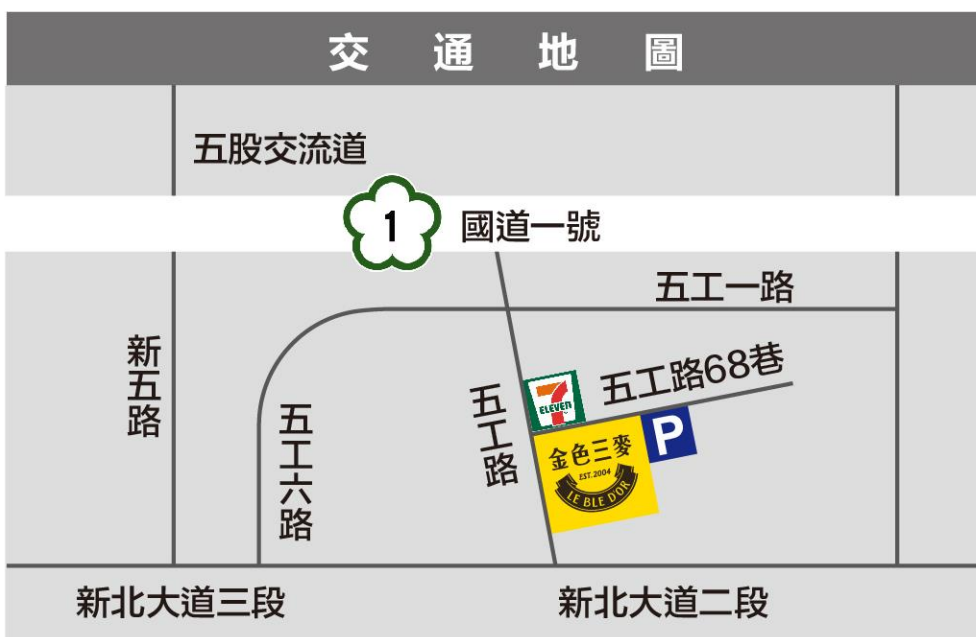 交通地圖
五股交流道
1
國道一號
五工一路
新五路
五工六路
五工路
7
ELEVEn
五工路68巷
P
金色三麥
EST.2004
LE BLE D'OR
新北大道三段
新北大道二段